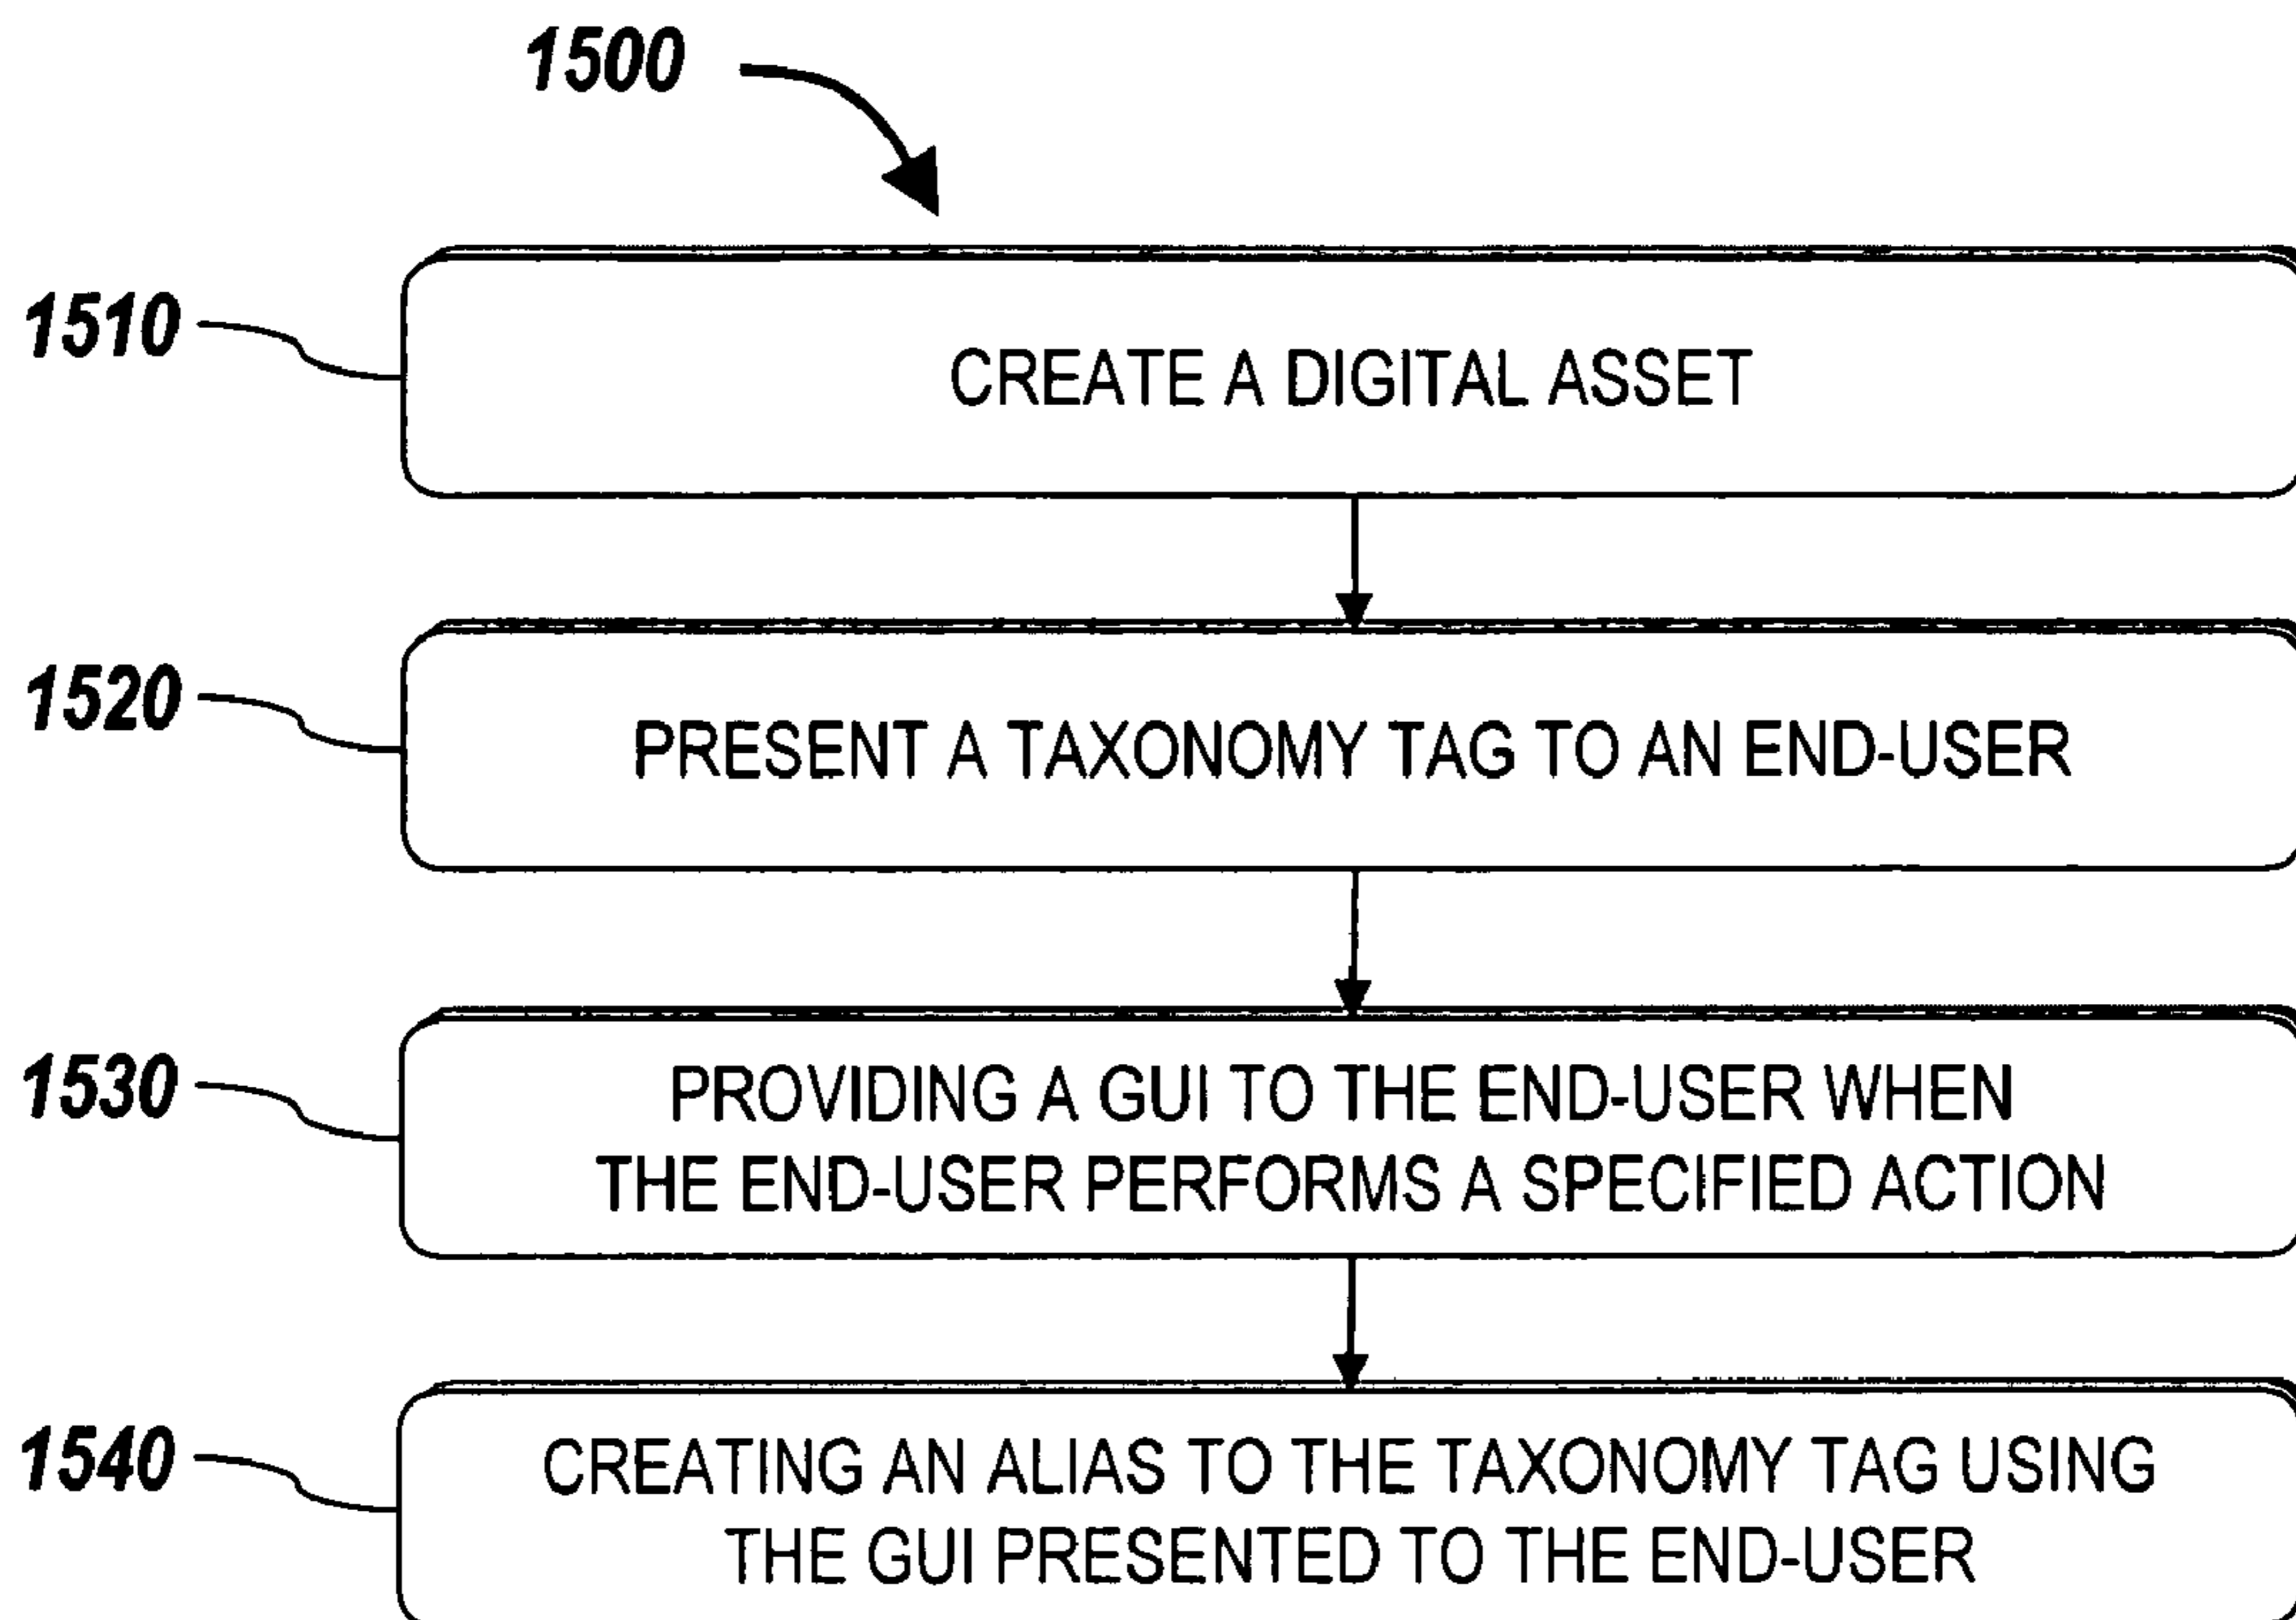 1500
1510
CREATE A DIGITAL ASSET
1520
PRESENT A TAXONOMY TAG TO AN END-USER
1530
PROVIDING A GUI TO THE END-USER WHEN
THE END-USER PERFORMS A SPECIFIED ACTION
1540
CREATING AN ALIAS TO THE TAXONOMY TAG USING
THE GUI PRESENTED TO THE END-USER